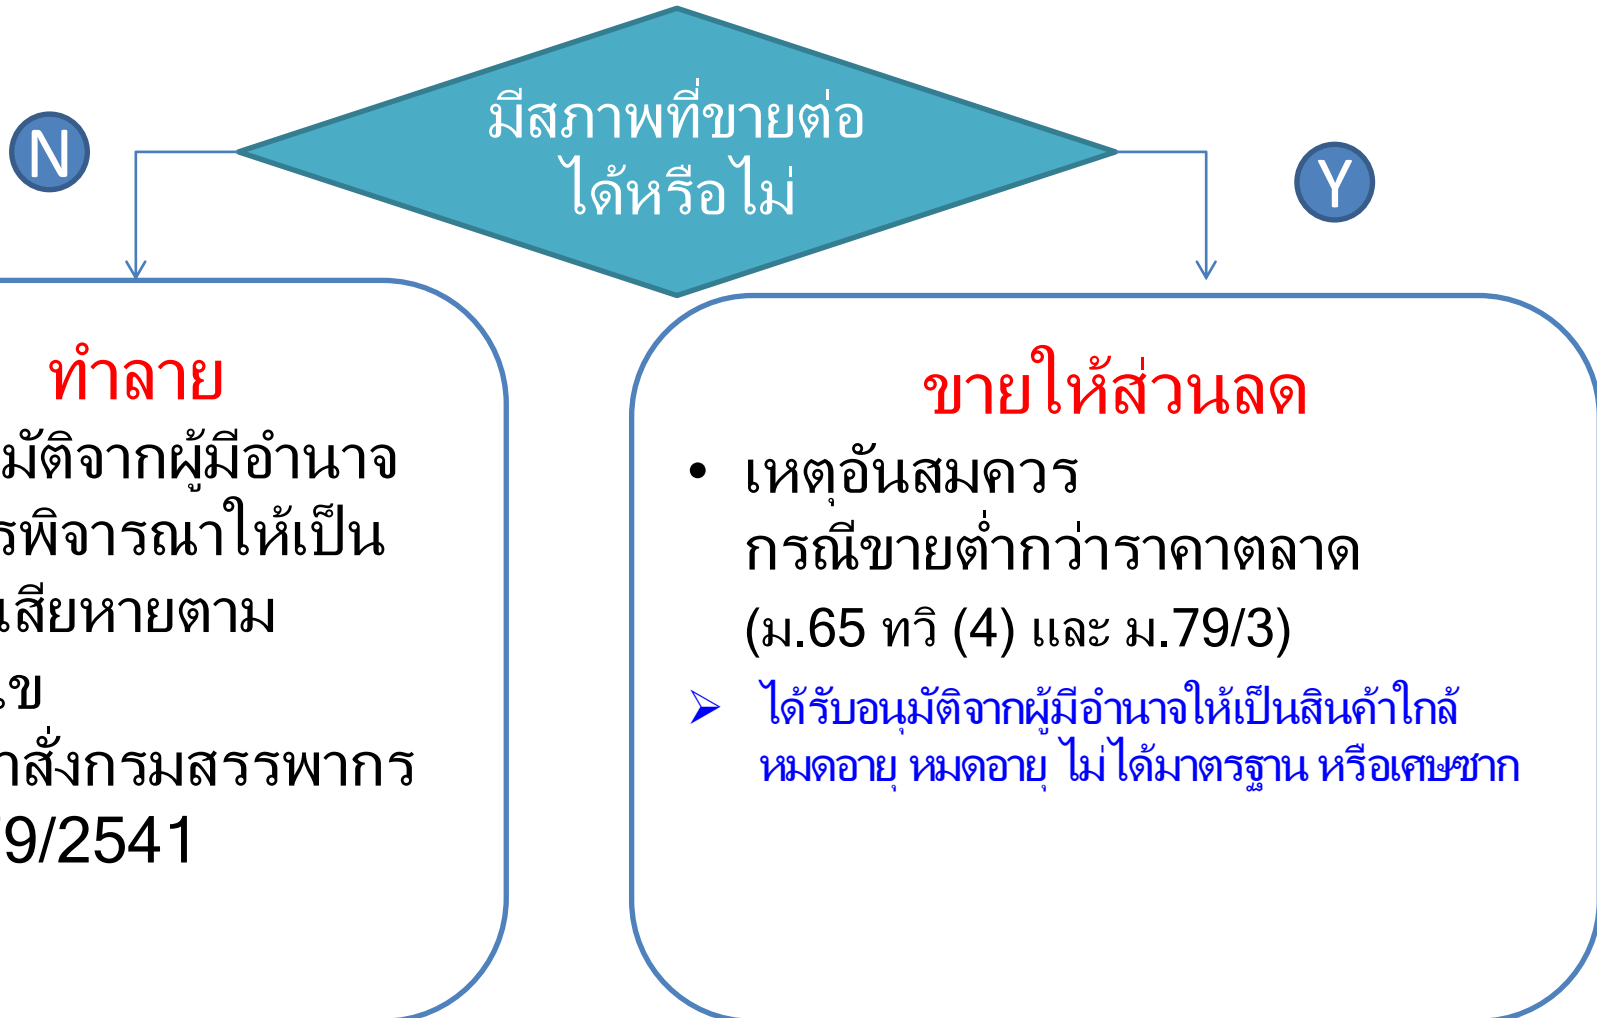 มีสภาพที่ขายต่อ
ได้หรือไม่
N
Y
ทำลาย
มัติจากผู้มีอำนาจ
รพิจารณาให้เป็น
เสียหายตาม
ข
าสั่งกรมสรรพากร
9/2541
ขายให้ส่วนลด
• เหตุอันสมควร
กรณีขายต่ำกว่าราคาตลาด
(ม.65 ทวิ (4) และ ม.79/3)
➢ ได้รับอนุมัติจากผู้มีอำนาจให้เป็นสินค้าใกล้
หมดอายุ หมดอายุ ไม่ได้มาตรฐาน หรือเศษซาก